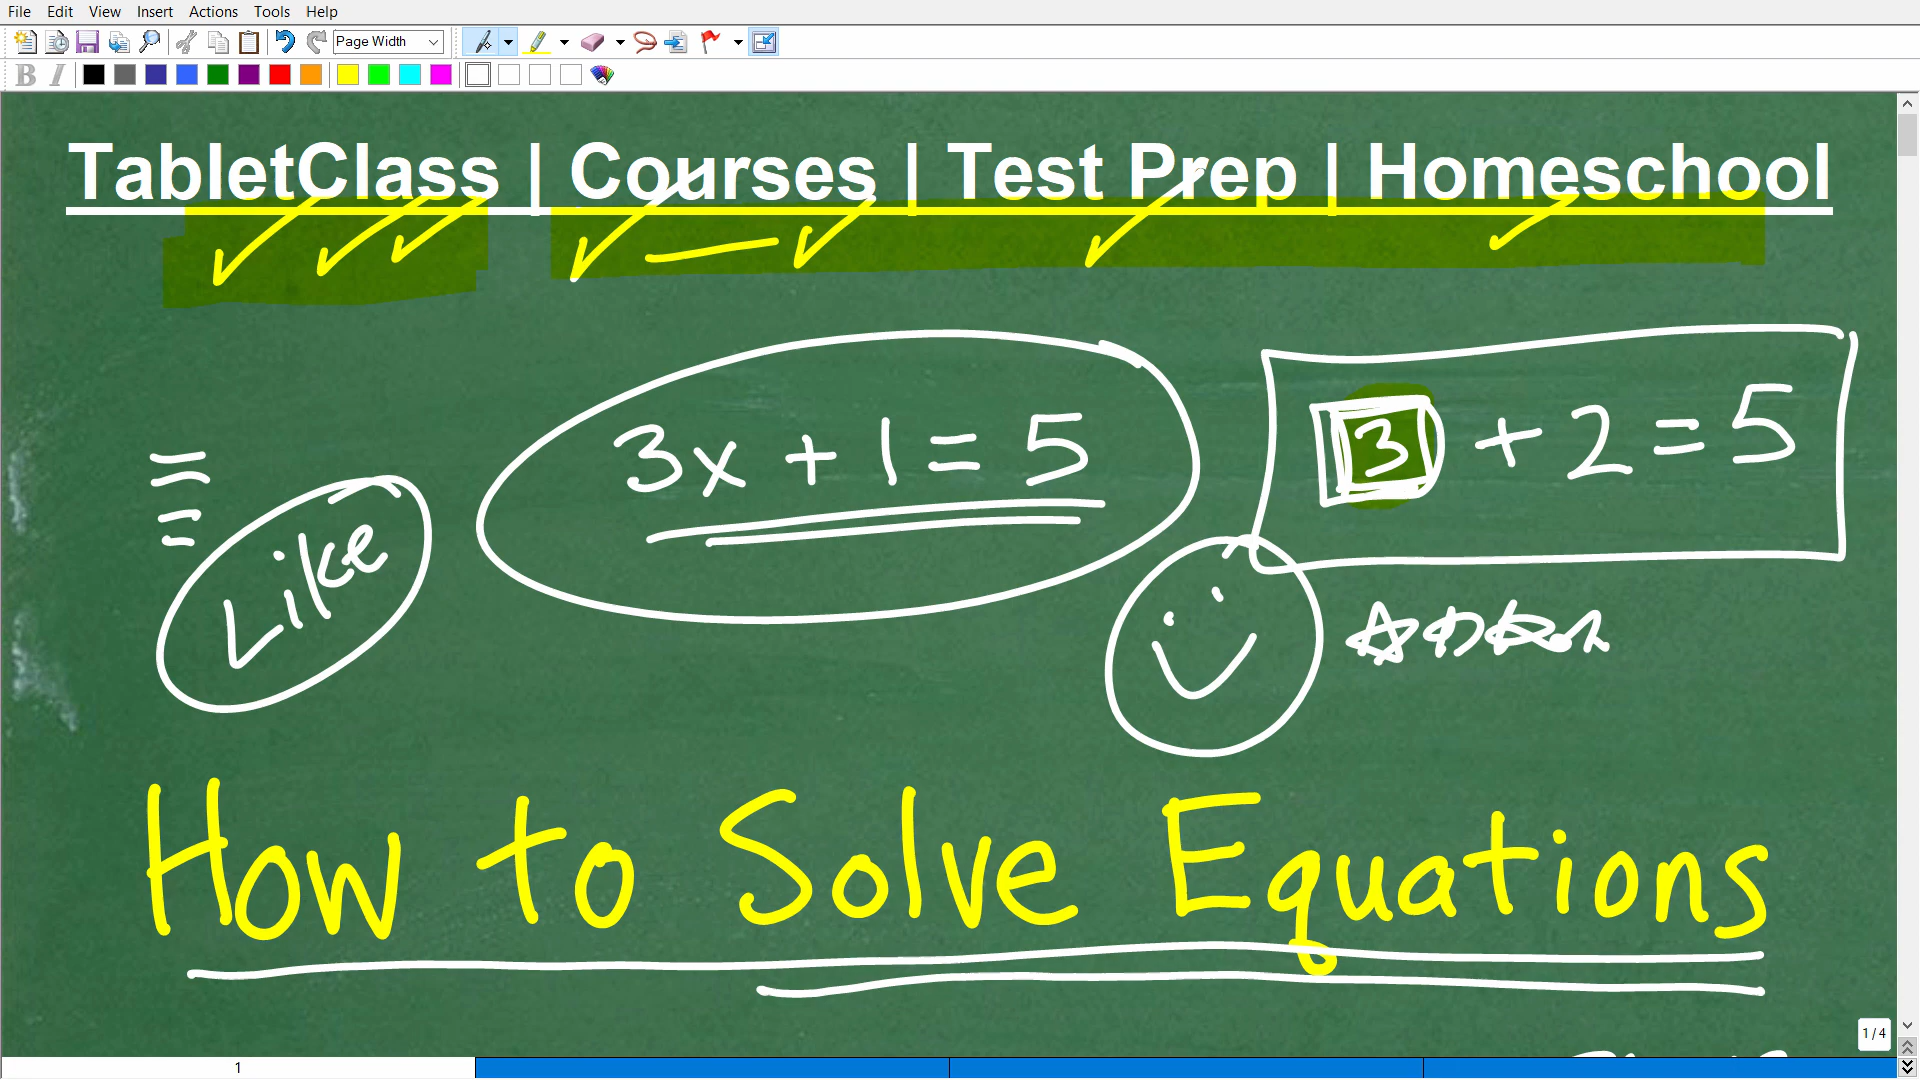 File Edit View Insert Actions Tools Help
Page Width
B I
TabletClass | Courses | Test Prep | Homeschool
3x + 1 = 5
3 + 2 = 5
Like
How to Solve Equations
1 / 4
1